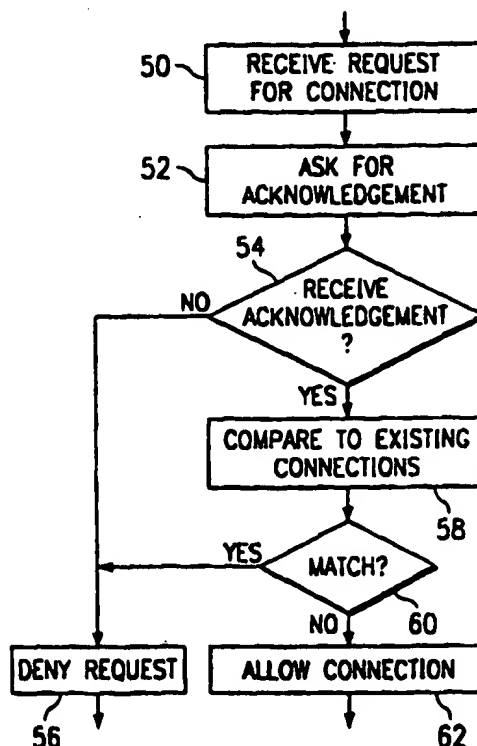 50
RECEIVE REQUEST
FOR CONNECTION
52
ASK FOR
ACKNOWLEDGEMENT
54
NO
RECEIVE
ACKNOWLEDGEMENT
?
YES
COMPARE TO EXISTING
CONNECTIONS
58
YES
MATCH?
NO
60
DENY REQUEST
ALLOW CONNECTION
56
62